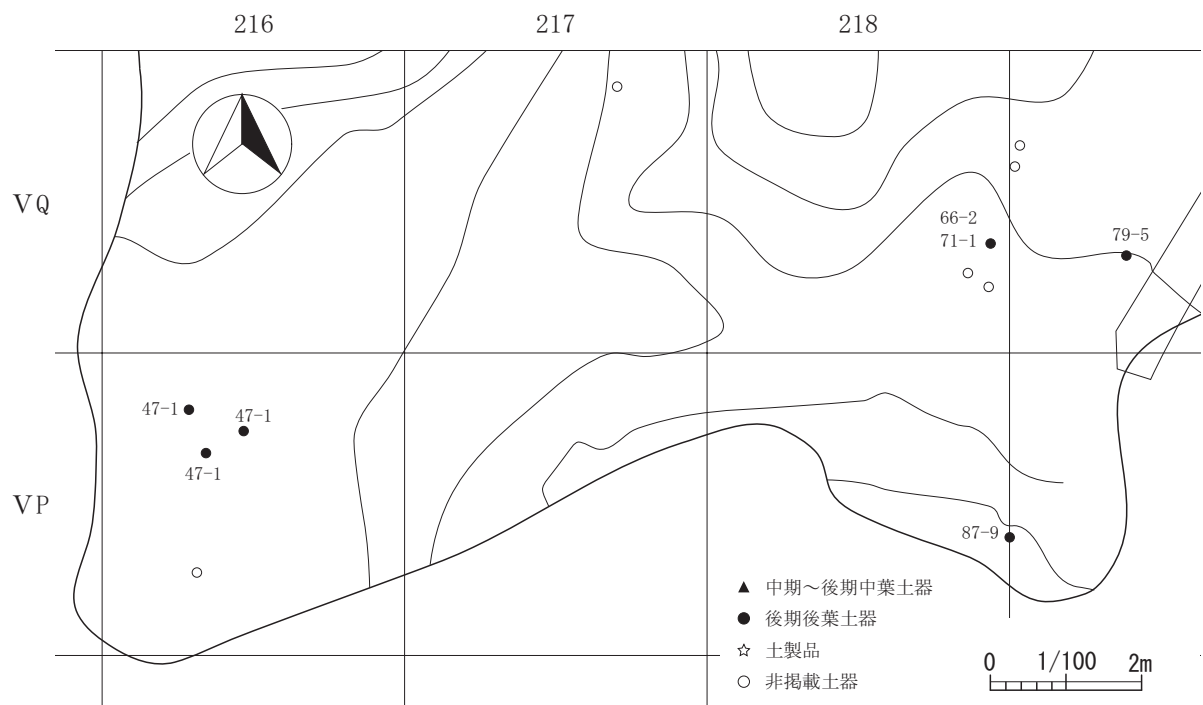 216 217 218
VQ
66-2
71-1
79-5
47-1
47-1
47-1
VP
87-9
▲ 中期～後期中葉土器
● 後期後葉土器
☆ 土製品
○ 非掲載土器
0 1/100 2m